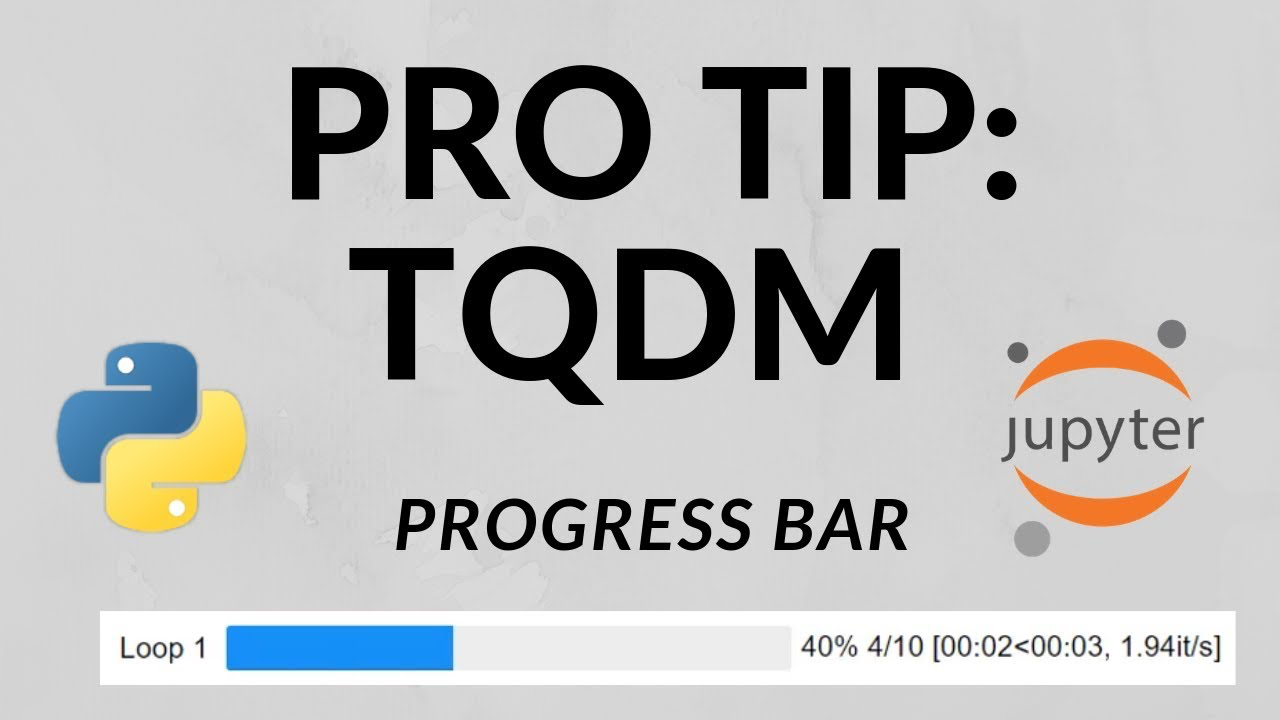 PRO TIP:
TQDM
jupyter
PROGRESS BAR
Loop 1 40% 4/10 [00:02<00:03, 1.94it/s]